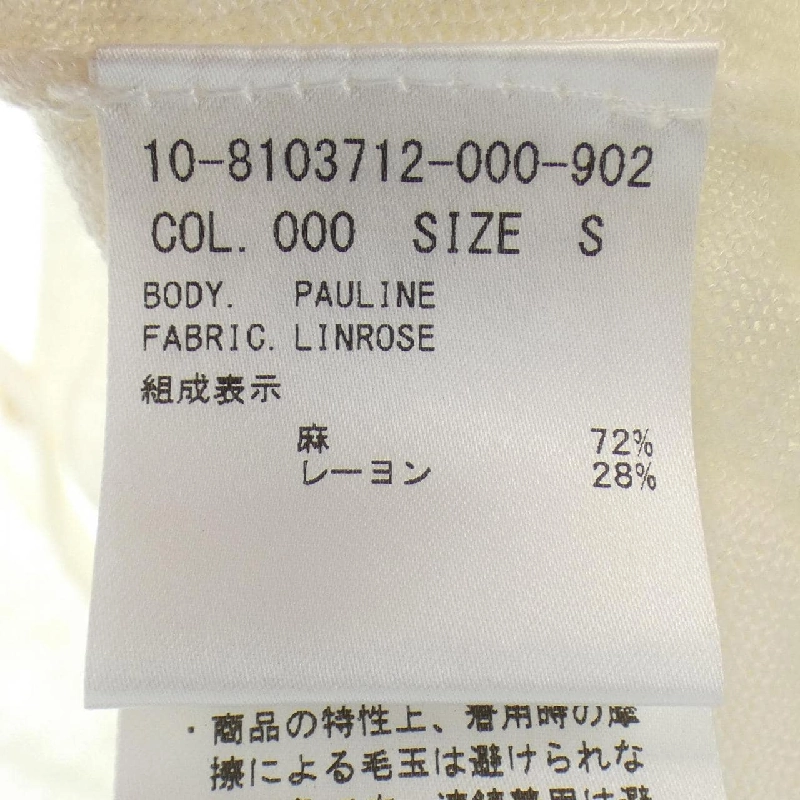 10-8103712-000-902
COL. 000 SIZE S
BODY. PAULINE
FABRIC. LINROSE
組成表示
麻 72%
レーヨン 28%
・商品の特性上、着用時の摩
擦による毛玉は避けられな